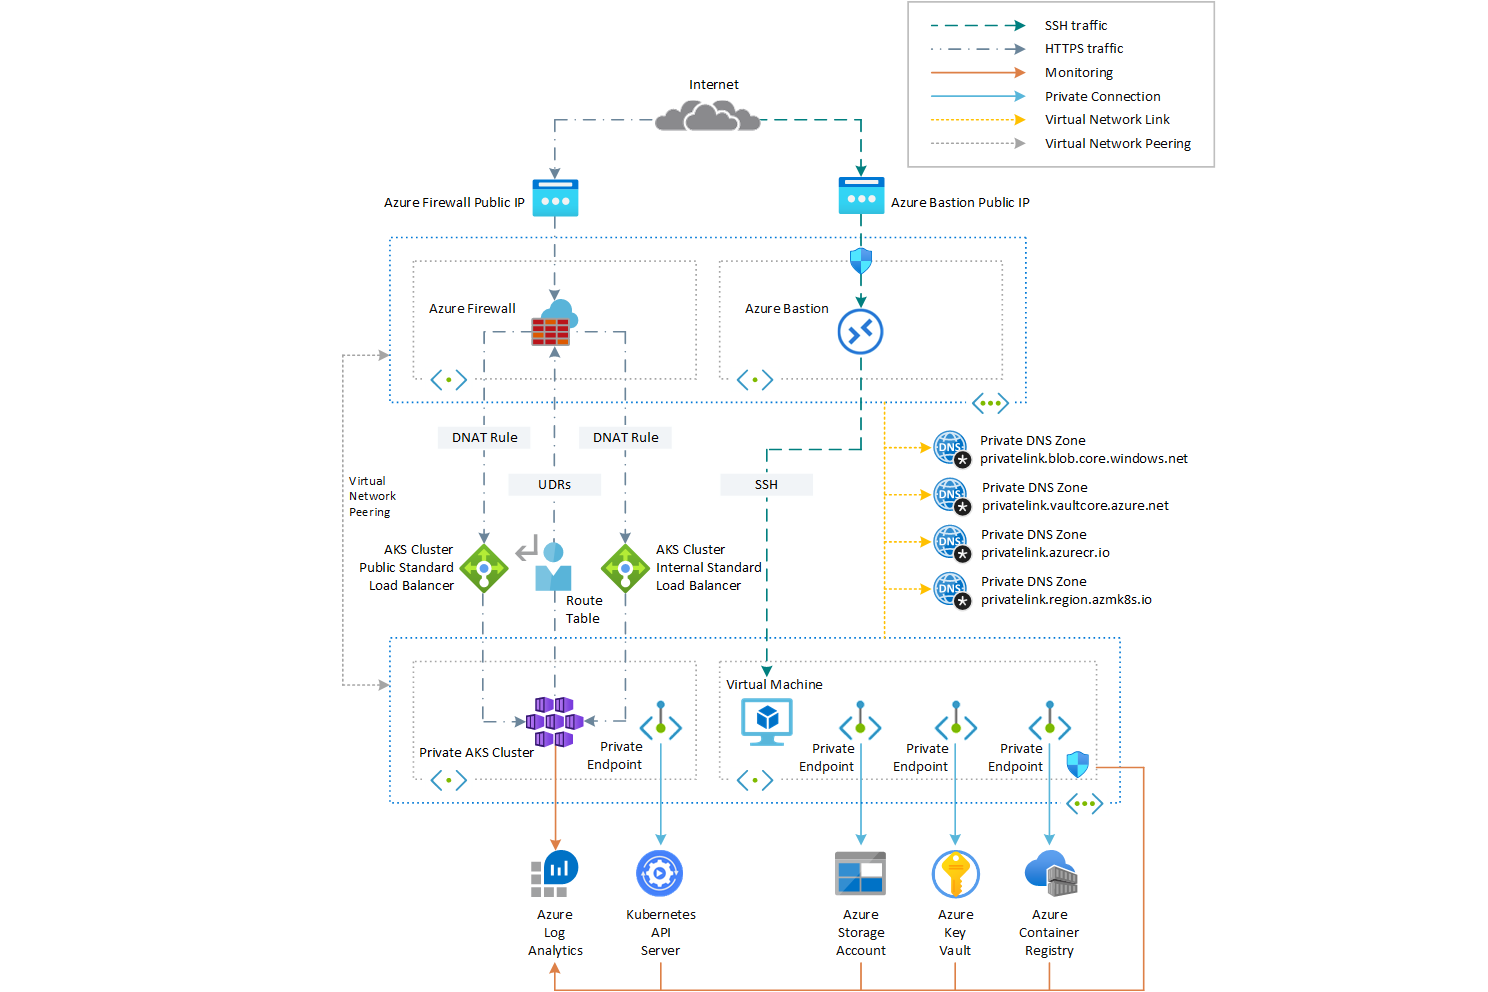 SSH traffic
HTTPS traffic
Monitoring
Private Connection
Virtual Network Link
Virtual Network Peering
Internet
Azure Firewall Public IP
Azure Bastion Public IP
Azure Firewall
Azure Bastion
DNAT Rule
DNAT Rule
UDRs
SSH
Virtual
Network
Peering
DNS
Private DNS Zone
privatelink.blob.core.windows.net
DNS
Private DNS Zone
privatelink.vaultcore.azure.net
DNS
Private DNS Zone
privatelink.azurecr.io
DNS
Private DNS Zone
privatelink.region.azmk8s.io
AKS Cluster
Public Standard
Load Balancer
Route
Table
AKS Cluster
Internal Standard
Load Balancer
Private AKS Cluster
Private
Endpoint
Virtual Machine
Private
Endpoint
Private
Endpoint
Private
Endpoint
Azure
Log
Analytics
Kubernetes
API
Server
Azure
Storage
Account
Azure
Key
Vault
Azure
Container
Registry